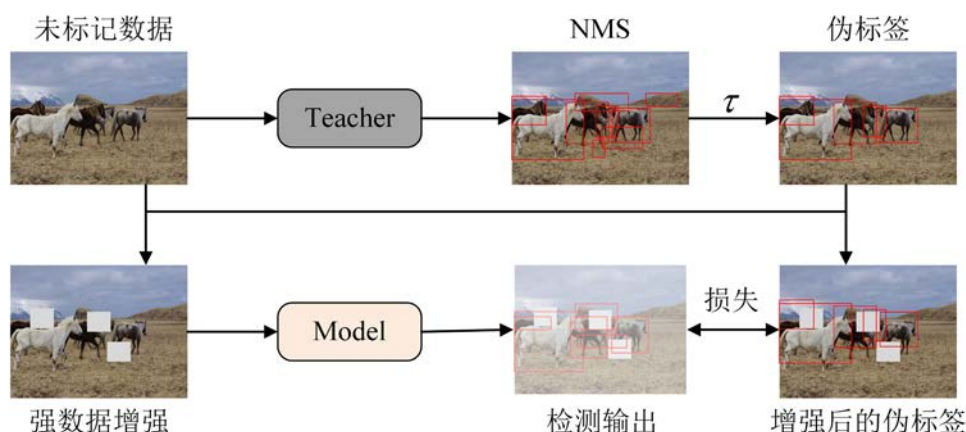 未标记数据
NMS
伪标签
Teacher
τ
Model
损失
强数据增强
检测输出
增强后的伪标签